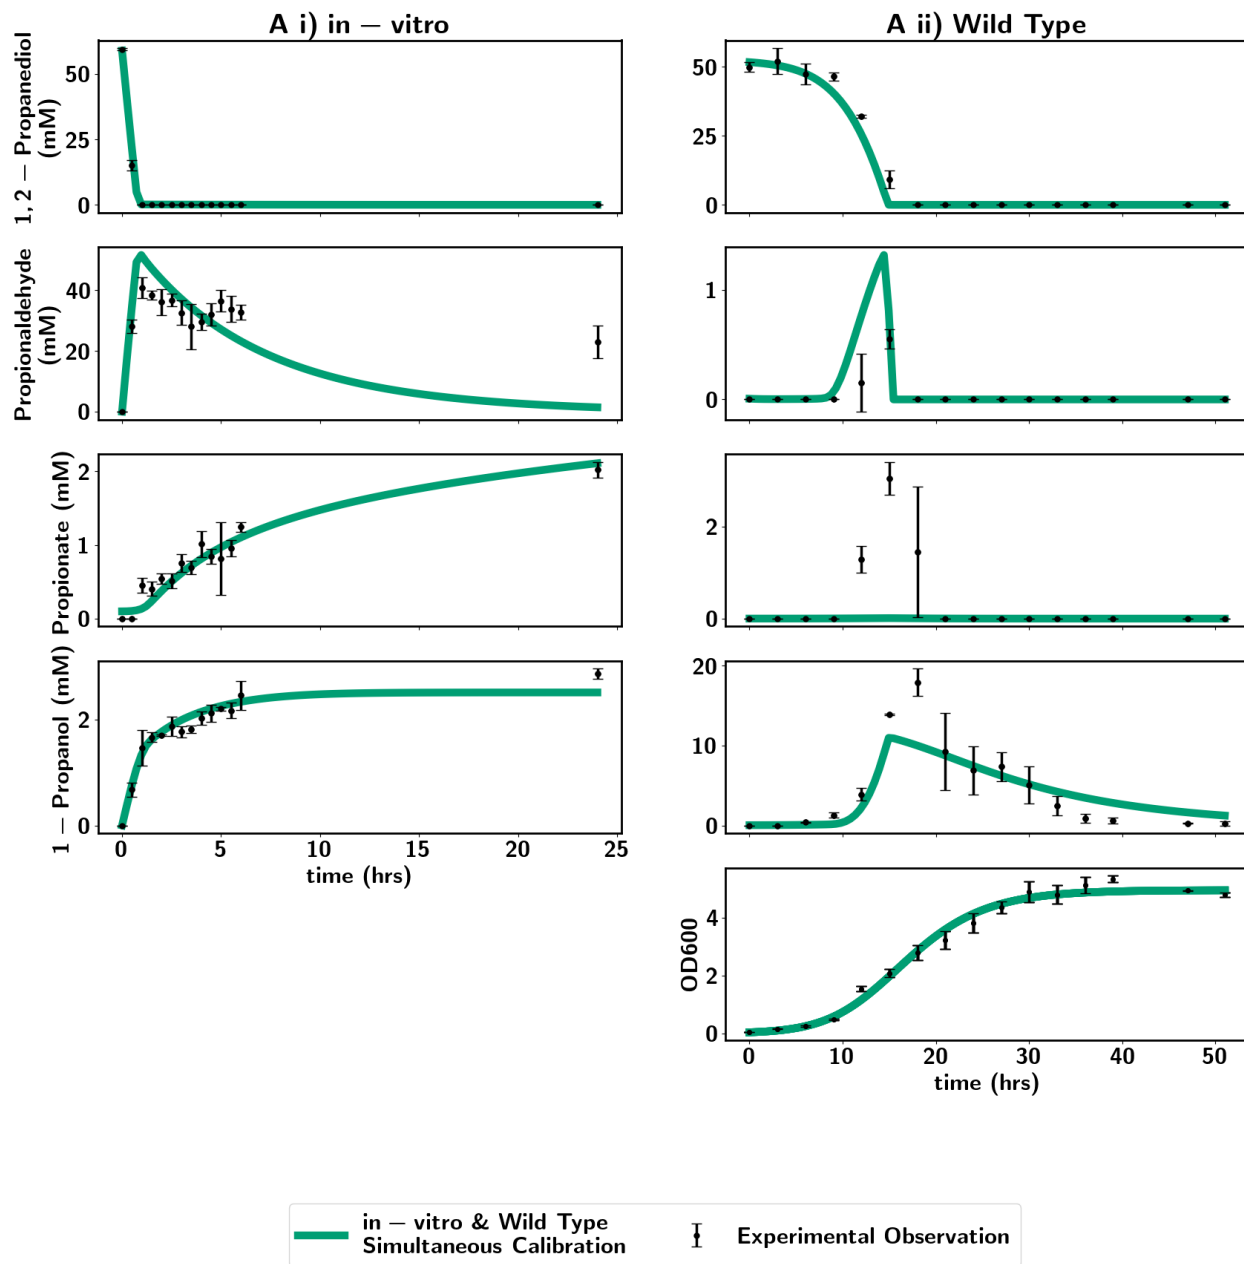 A i) in − vitro
A ii) Wild Type
1, 2 − Propanediol
(mM)
50
25
0
50
25
0
Propionaldehyde
(mM)
40
20
0
1
0
Propionate (mM)
2
1
0
2
0
1 − Propanol (mM)
2
0
0
5
10
15
20
25
time (hrs)
20
10
0
OD600
4
2
0
0
10
20
30
40
50
time (hrs)
in − vitro & Wild Type
Simultaneous Calibration
Experimental Observation